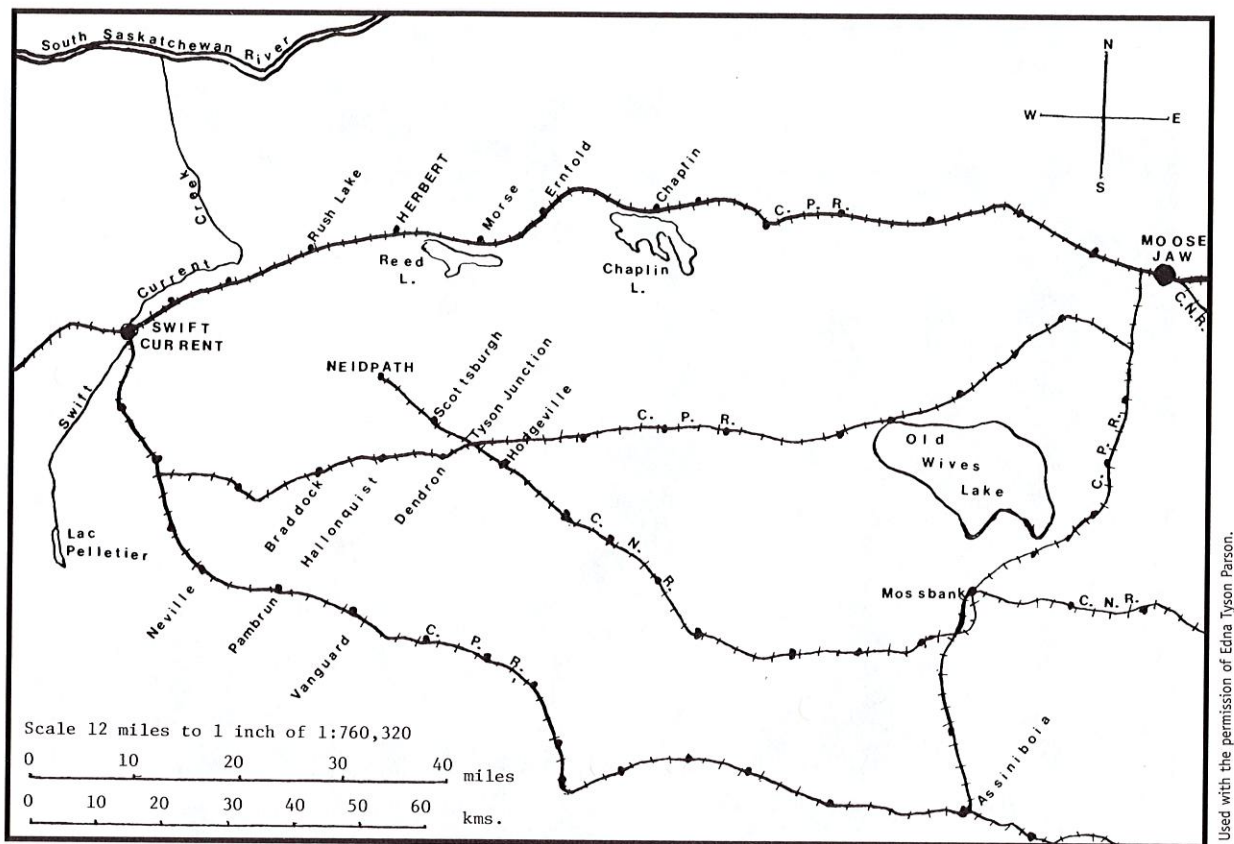 South Saskatchewan River
N
W
E
S
Creek
Current
Swift
Rush Lake
HERBERT
Morse
Ernfold
Chaplin
C. P. R.
Reed
L.
Chaplin
L.
MOOSE
JAW
C.N.R.
SWIFT
CURRENT
NEIDPATH
Scottsburgh
Tyson Junction
Hodgeville
C. P. R.
Old
Wives
Lake
C. P. R.
Braddock
Hallonquist
Dendron
C. N. R.
Lac
Pelletier
Neville
Pambrun
Vanguard
C. P. R.
Mossbank
C. N. R.
Assiniboia
Scale 12 miles to 1 inch of 1:760,320
0 10 20 30 40 miles
0 10 20 30 40 50 60 kms.
Used with the permission of Edna Tyson Parson.